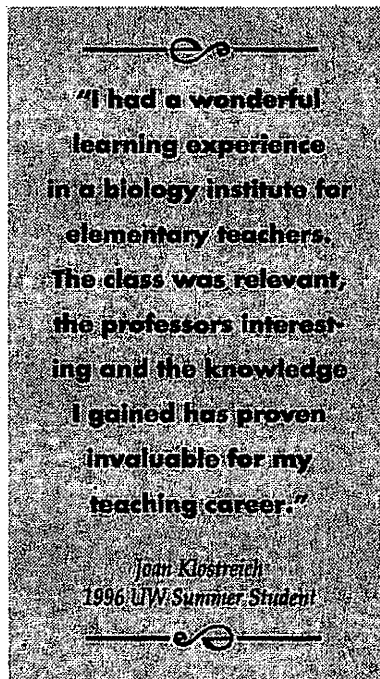 "I had a wonderful
learning experience
in a biology institute for
elementary teachers.
The class was relevant,
the professors interest-
ing and the knowledge
I gained has proven
invaluable for my
teaching career."
Joan Klostreich
1996 UW Summer Student